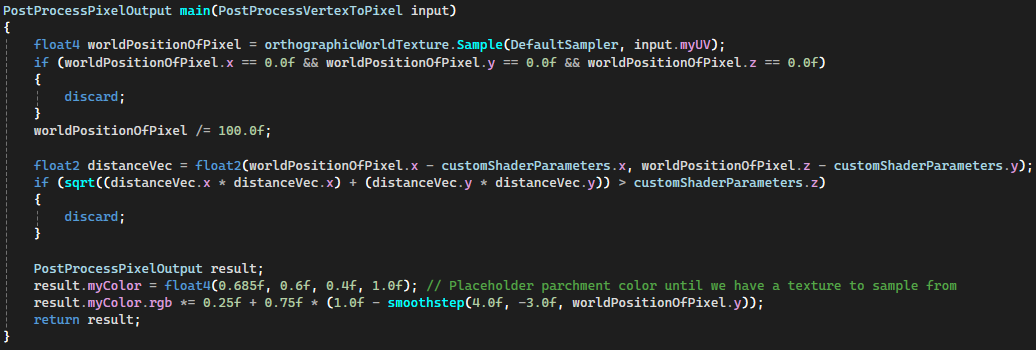 PostProcessPixelOutput main(PostProcessVertexToPixel input)
{
    float4 worldPositionOfPixel = orthographicWorldTexture.Sample(DefaultSampler, input.myUV);
    if (worldPositionOfPixel.x == 0.0f && worldPositionOfPixel.y == 0.0f && worldPositionOfPixel.z == 0.0f)
    {
        discard;
    }
    worldPositionOfPixel /= 100.0f;

    float2 distanceVec = float2(worldPositionOfPixel.x - customShaderParameters.x, worldPositionOfPixel.z - customShaderParameters.y);
    if (sqrt((distanceVec.x * distanceVec.x) + (distanceVec.y * distanceVec.y)) > customShaderParameters.z)
    {
        discard;
    }

    PostProcessPixelOutput result;
    result.myColor = float4(0.685f, 0.6f, 0.4f, 1.0f); // Placeholder parchment color until we have a texture to sample from
    result.myColor.rgb *= 0.25f + 0.75f * (1.0f - smoothstep(4.0f, -3.0f, worldPositionOfPixel.y));
    return result;
}